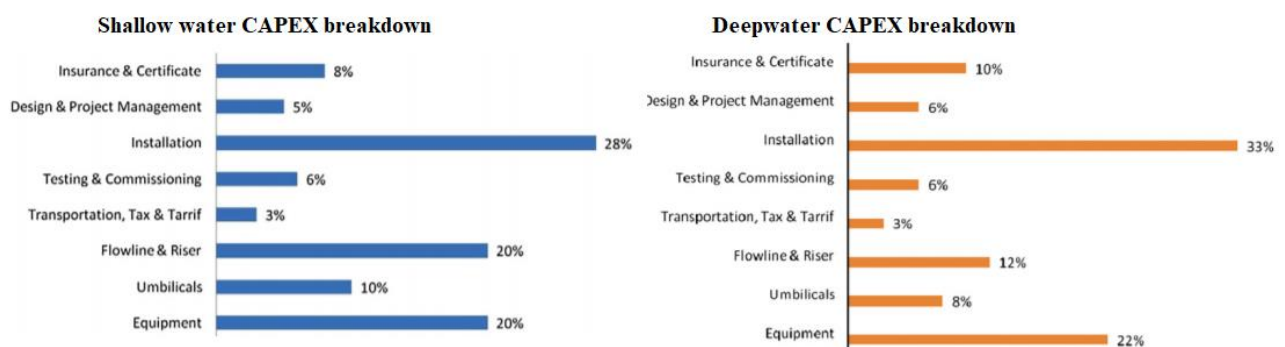 Shallow water CAPEX breakdown
Insurance & Certificate 8%
Design & Project Management 5%
Installation 28%
Testing & Commissioning 6%
Transportation, Tax & Tarrif 3%
Flowline & Riser 20%
Umbilicals 10%
Equipment 20%
Deepwater CAPEX breakdown
Insurance & Certificate 10%
Design & Project Management 6%
Installation 33%
Testing & Commissioning 6%
Transportation, Tax & Tarrif 3%
Flowline & Riser 12%
Umbilicals 8%
Equipment 22%